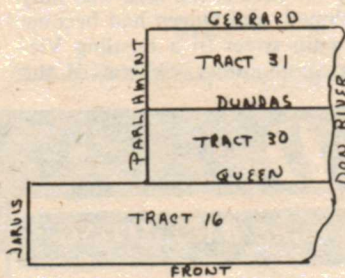 GERRARD
PARLIAMENT
TRACT 31
DUNDAS
TRACT 30
DON RIVER
QUEEN
JARVIS
TRACT 16
FRONT